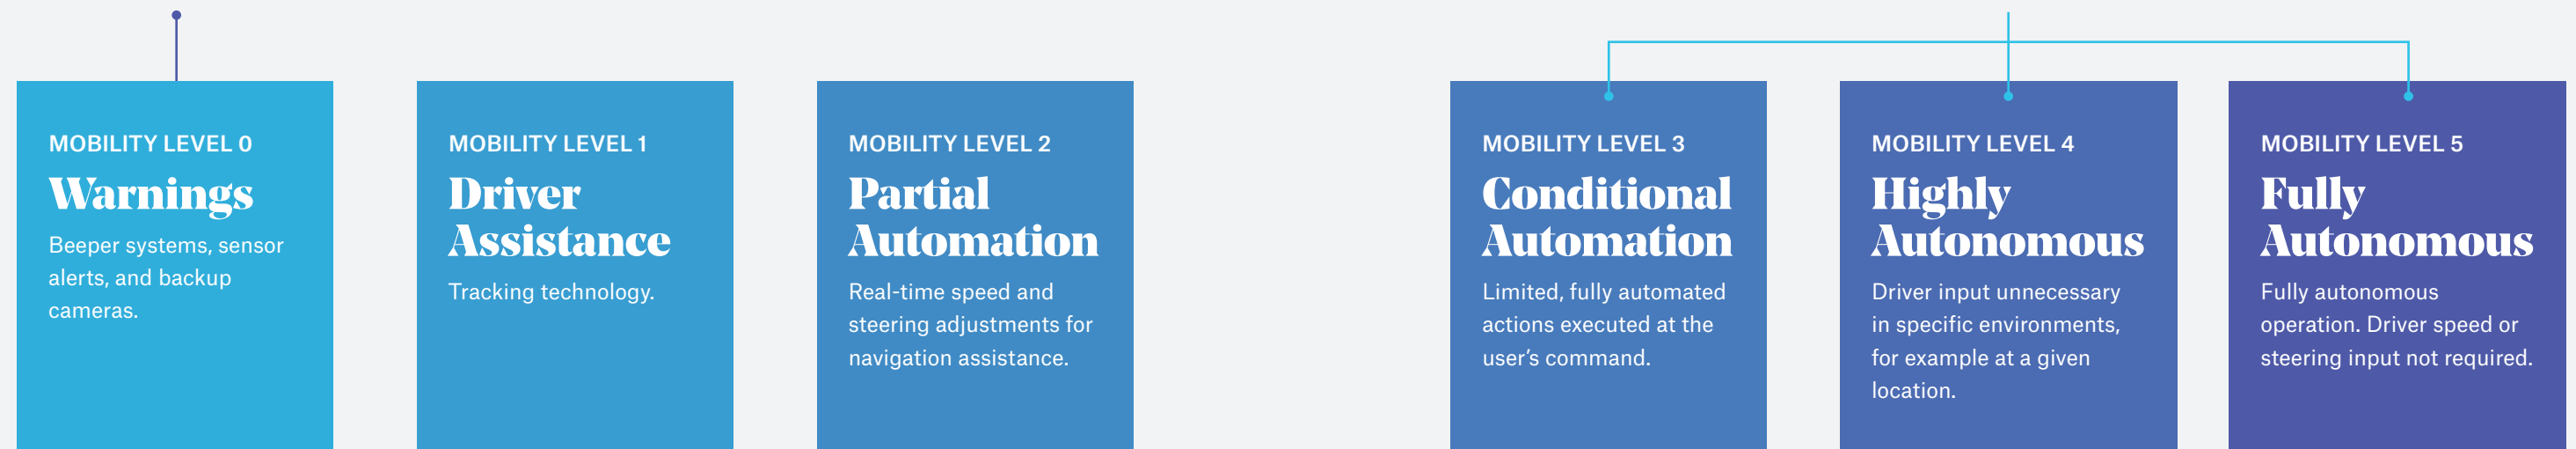 MOBILITY LEVEL 0
Warnings
Beeper systems, sensor
alerts, and backup
cameras.
MOBILITY LEVEL 1
Driver
Assistance
Tracking technology.
MOBILITY LEVEL 2
Partial
Automation
Real-time speed and
steering adjustments for
navigation assistance.
MOBILITY LEVEL 3
Conditional
Automation
Limited, fully automated
actions executed at the
user’s command.
MOBILITY LEVEL 4
Highly
Autonomous
Driver input unnecessary
in specific environments,
for example at a given
location.
MOBILITY LEVEL 5
Fully
Autonomous
Fully autonomous
operation. Driver speed or
steering input not required.